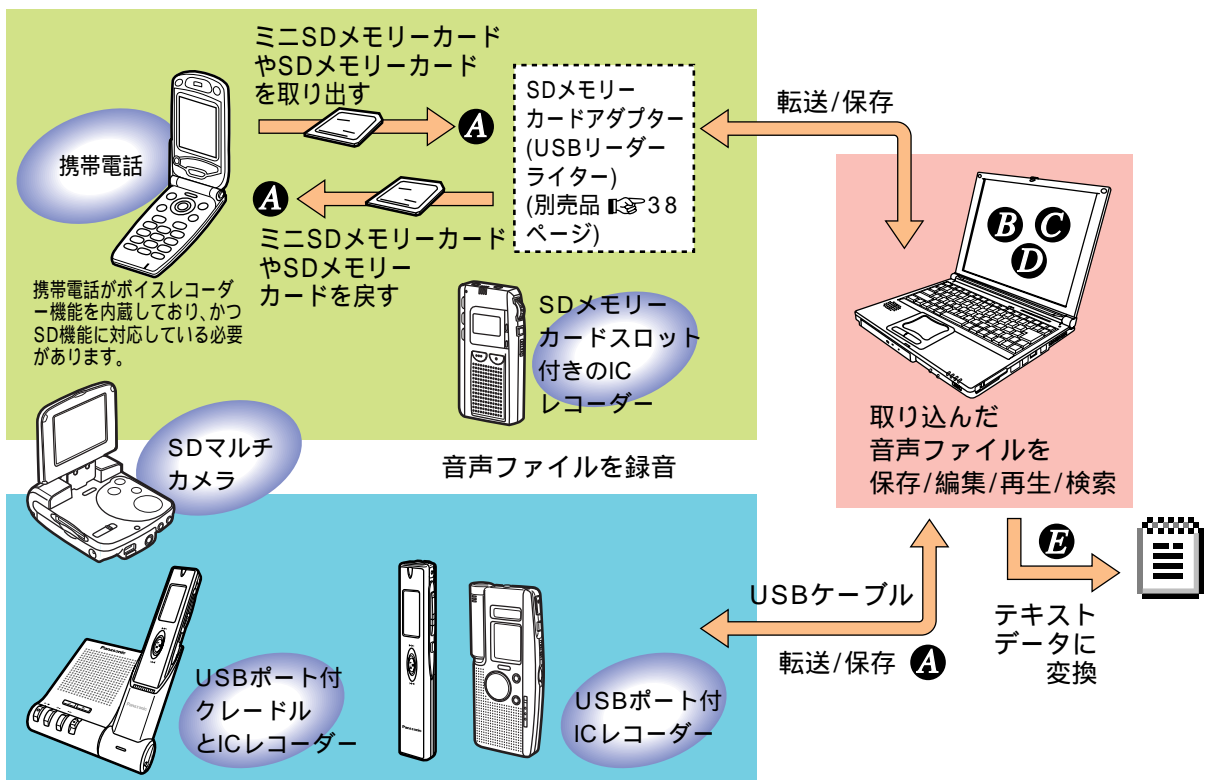 ミニSDメモリーカード
やSDメモリーカード
を取り出す
A
SDメモリー
カードアダプター
(USBリーダー
ライター)
(別売品 ☞38
ページ)
転送/保存
携帯電話
A
ミニSDメモリーカード
やSDメモリー
カードを戻す
携帯電話がボイスレコーダ
ー機能を内蔵しており、かつ
SD機能に対応している必要
があります。
SDメモリー
カードスロット
付きのIC
レコーダー
B C
D
取り込んだ
音声ファイルを
保存/編集/再生/検索
SDマルチ
カメラ
音声ファイルを録音
E
テキスト
データに
変換
USBケーブル
転送/保存 A
Panasonic
USBポート付
クレードル
とICレコーダー
Panasonic
USBポート付
ICレコーダー